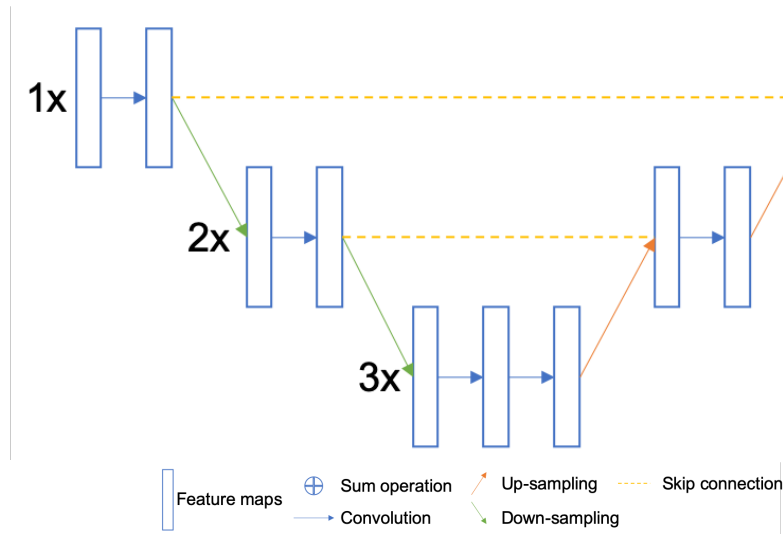 1x
2x
3x
Sum operation
Up-sampling
Skip connection
Feature maps
Convolution
Down-sampling